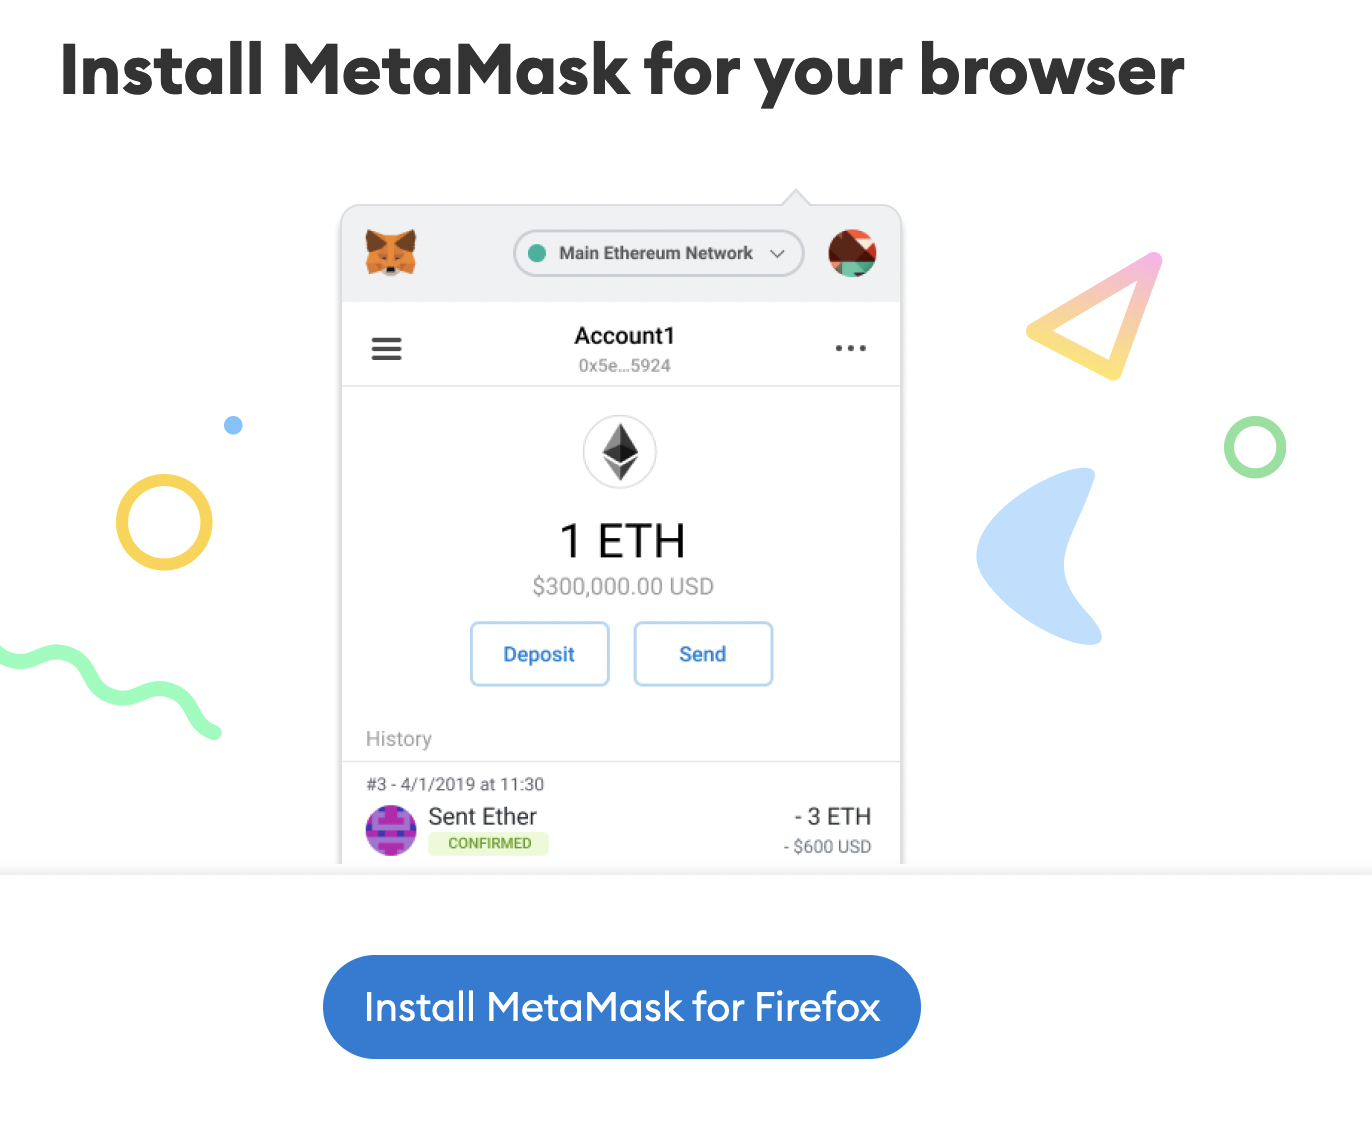 Install MetaMask for your browser
Main Ethereum Network
Account1
0x5e...5924
1 ETH
$300,000.00 USD
Deposit Send
History
#3 - 4/1/2019 at 11:30
Sent Ether - 3 ETH
CONFIRMED - $600 USD
Install MetaMask for Firefox